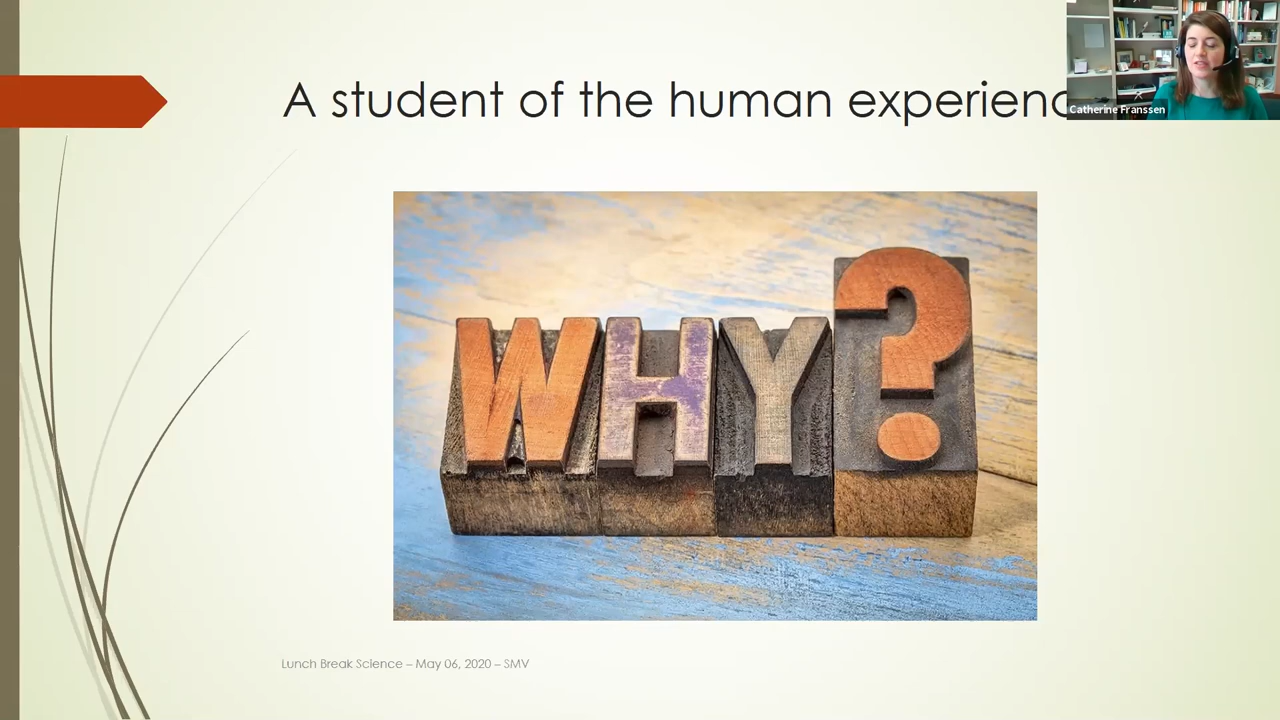 A student of the human experienc
Catherine Franssen
WHY?
Lunch Break Science – May 06, 2020 – SMV